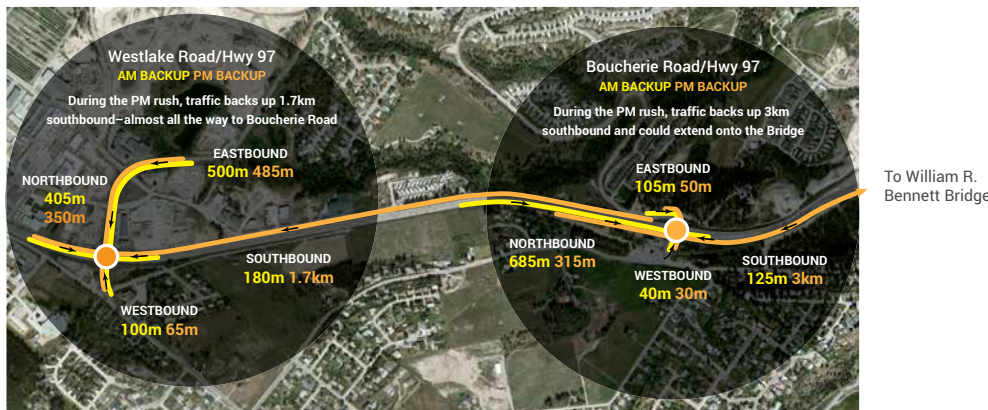 Westlake Road/Hwy 97
AM BACKUP PM BACKUP
During the PM rush, traffic backs up 1.7km
southbound–almost all the way to Boucherie Road
EASTBOUND
500m 485m
NORTHBOUND
405m
350m
SOUTHBOUND
180m 1.7km
WESTBOUND
100m 65m
Boucherie Road/Hwy 97
AM BACKUP PM BACKUP
During the PM rush, traffic backs up 3km
southbound and could extend onto the Bridge
EASTBOUND
105m 50m
NORTHBOUND
685m 315m
WESTBOUND
40m 30m
SOUTHBOUND
125m 3km
To William R.
Bennett Bridge